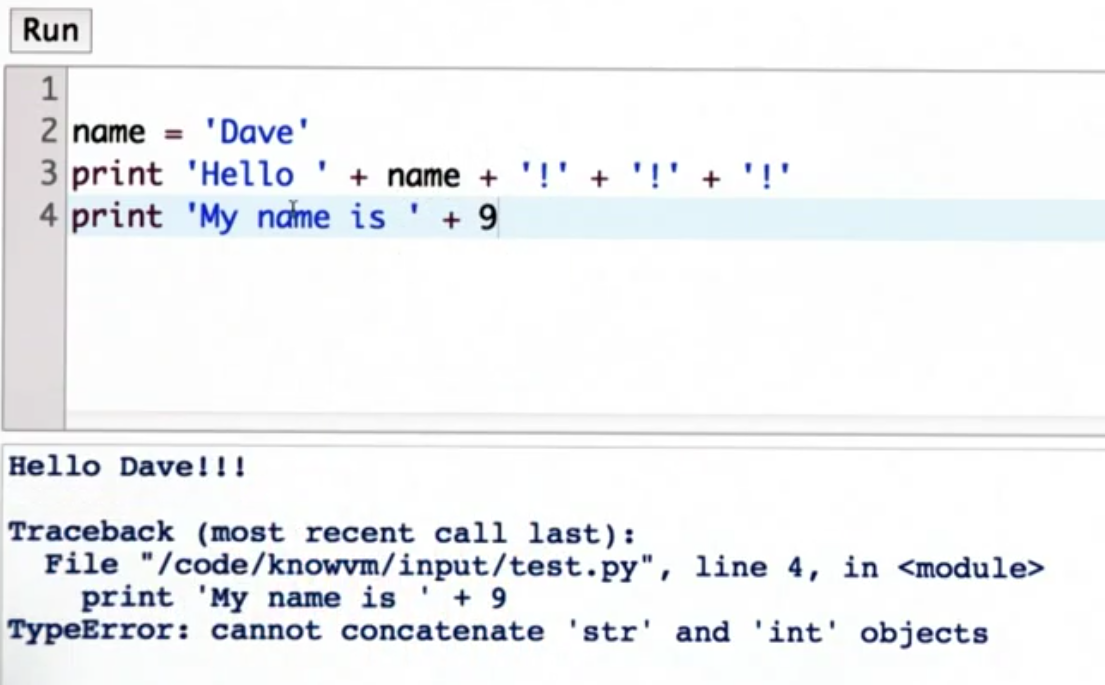 Run
1
2 name = 'Dave'
3 print 'Hello ' + name + '!' + '!' + '!'
4 print 'My name is ' + 9
Hello Dave!!!
Traceback (most recent call last):
  File "/code/knowvm/input/test.py", line 4, in <module>
    print 'My name is ' + 9
TypeError: cannot concatenate 'str' and 'int' objects